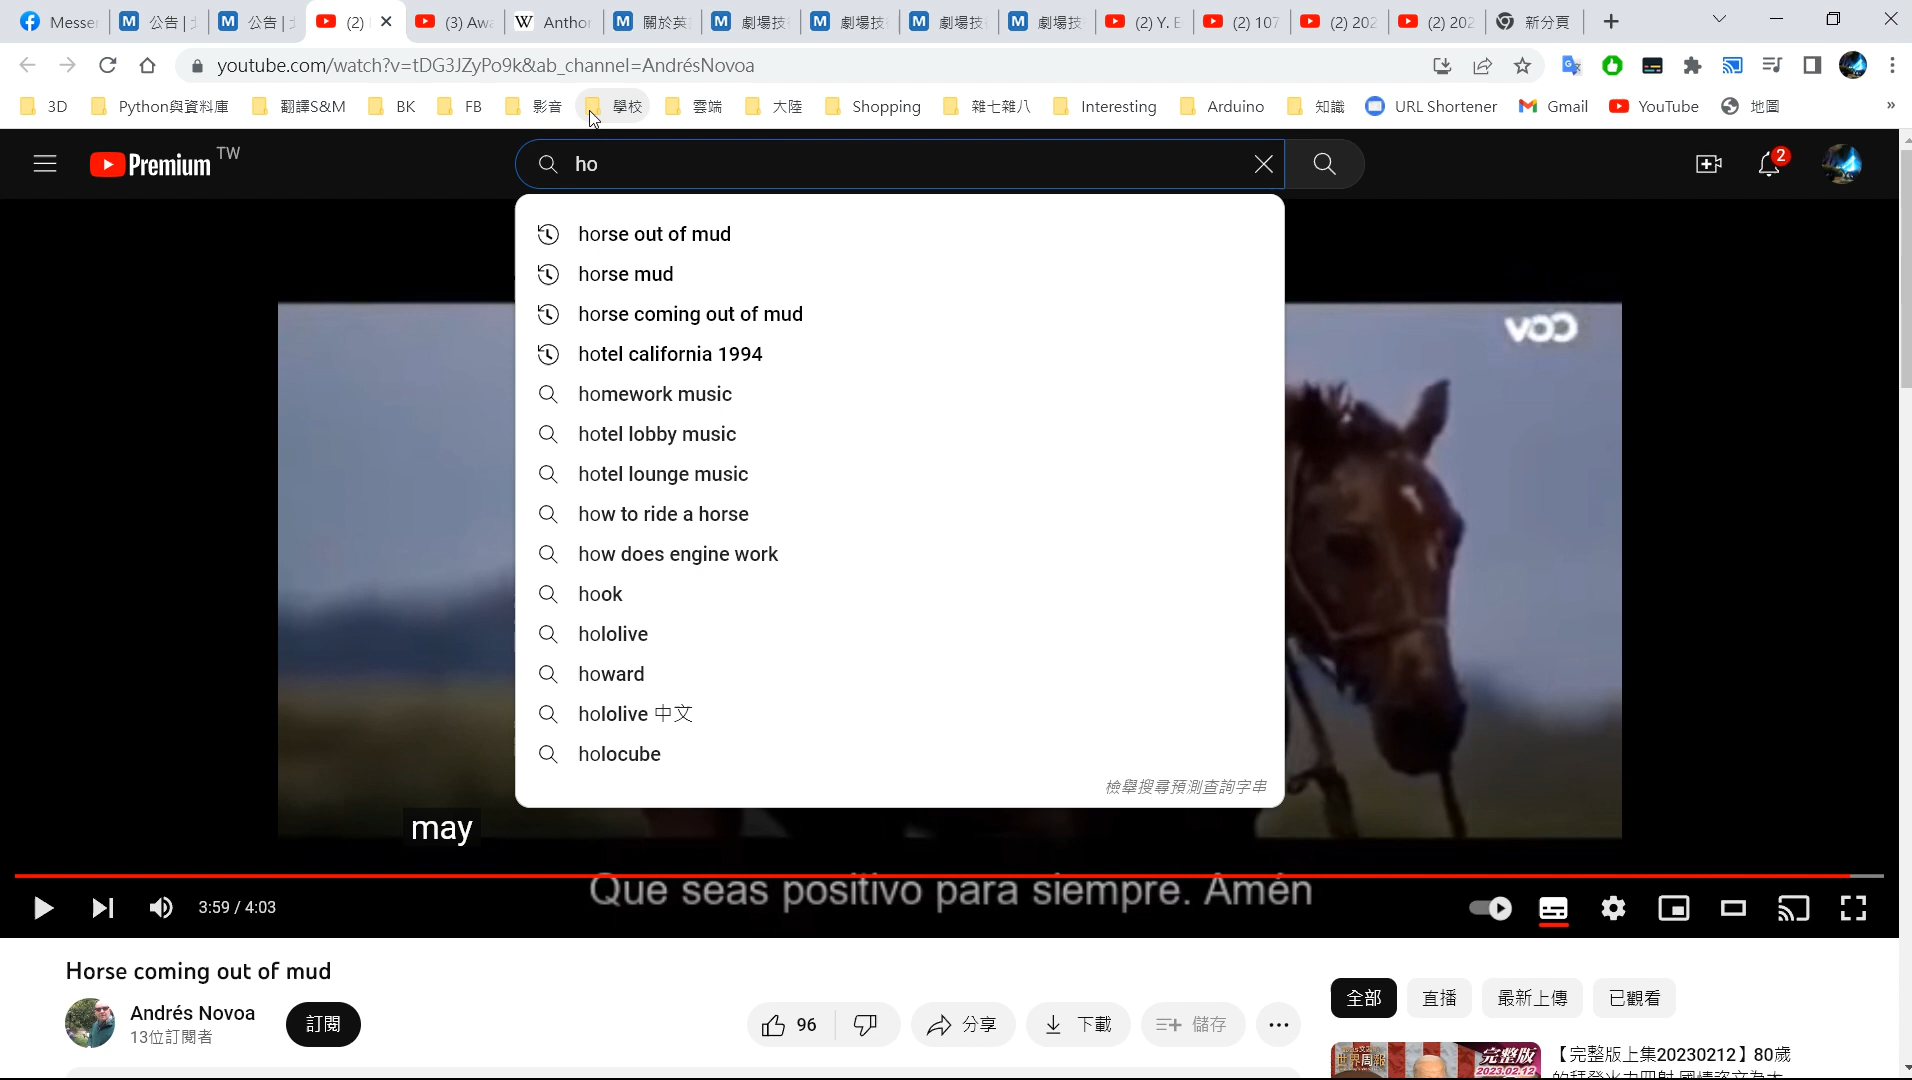 Messe
公告 |
公告 |
(2)
(3) Awa
Anthor
關於英
劇場技
劇場技
劇場技
劇場技
(2) Y. E
(2) 107
(2) 202
(2) 202
新分頁
youtube.com/watch?v=tDG3JZyPo9k&ab_channel=AndrésNovoa
3D
Python與資料庫
翻譯S&M
BK
FB
影音
學校
雲端
大陸
Shopping
雜七雜八
Interesting
Arduino
知識
URL Shortener
Gmail
YouTube
地圖
»
Premium TW
ho
2
horse out of mud
horse mud
horse coming out of mud
hotel california 1994
homework music
hotel lobby music
hotel lounge music
how to ride a horse
how does engine work
hook
hololive
howard
hololive 中文
holocube
檢舉搜尋預測查詢字串
VOO
may
Que seas positivo para siempre. Amén
3:59 / 4:03
Horse coming out of mud
Andrés Novoa
13位訂閱者
訂閱
96
分享
下載
儲存
全部
直播
最新上傳
已觀看
世界周報
完整版
2023.02.12
【完整版上集20230212】80歲